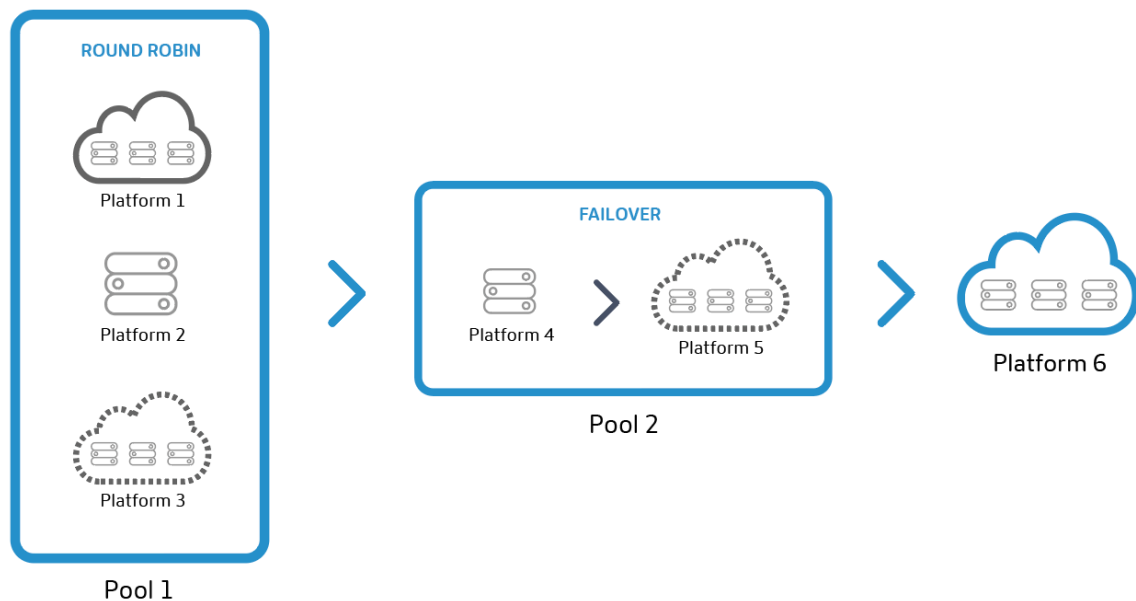 ROUND ROBIN
Platform 1
Platform 2
Platform 3
Pool 1
FAILOVER
Platform 4
Platform 5
Pool 2
Platform 6